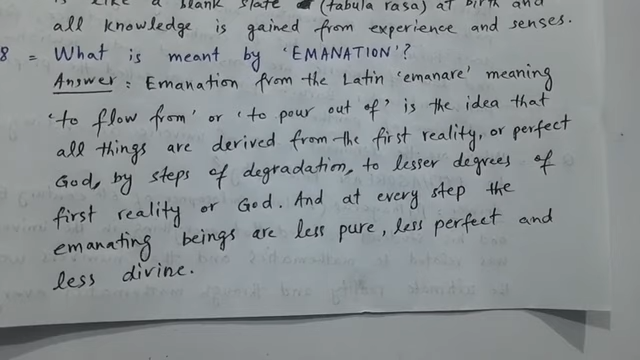 is like a blank slate (tabula rasa) at birth and
all knowledge is gained from experience and senses.
8 = What is meant by 'EMANATION'?
Answer: Emanation from the Latin 'emanare' meaning
'to flow from' or 'to pour out of' is the idea that
all things are derived from the first reality, or perfect
God, by steps of degradation, to lesser degrees of
first reality or God. And at every step the
emanating beings are less pure, less perfect and
less divine.